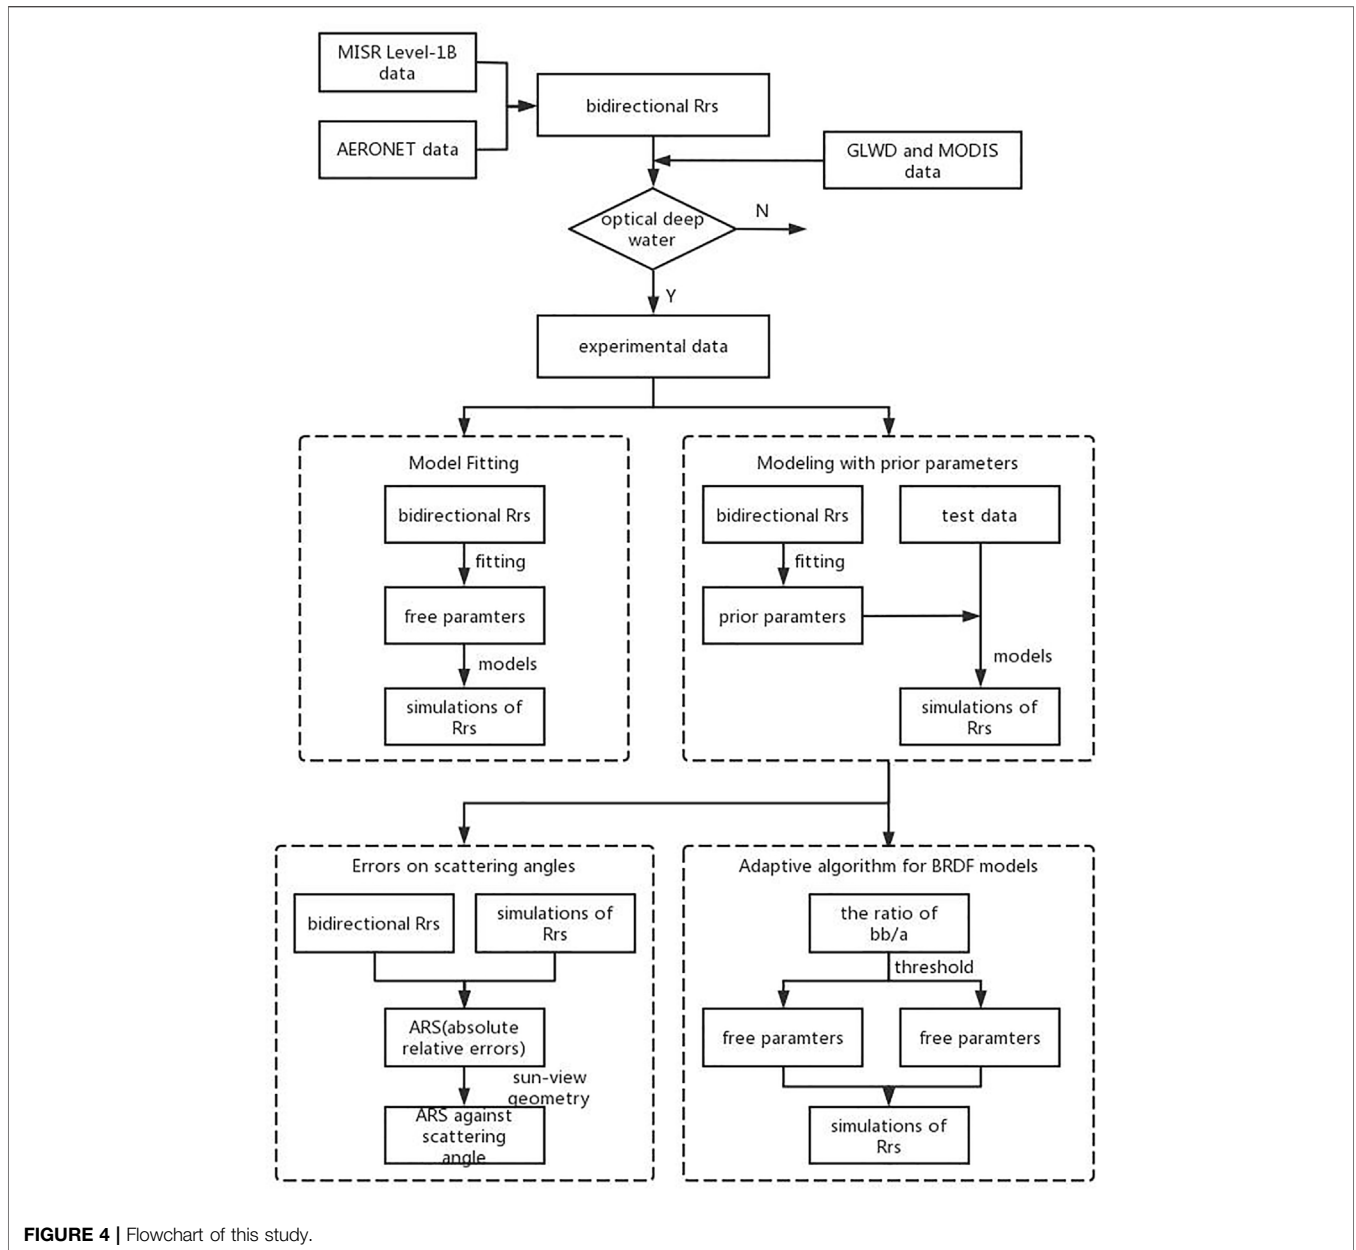 MISR Level-1B
data
bidirectional Rrs
AERONET data
GLWD and MODIS
data
optical deep
water
N
Y
experimental data
Model Fitting
bidirectional Rrs
fitting
free paramters
models
simulations of
Rrs
Modeling with prior parameters
bidirectional Rrs
test data
fitting
prior paramters
models
simulations of
Rrs
Errors on scattering angles
bidirectional Rrs
simulations of
Rrs
ARS(absolute
relative errors)
sun-view
geometry
ARS against
scattering
angle
Adaptive algorithm for BRDF models
the ratio of
bb/a
threshold
free paramters
free paramters
simulations of
Rrs
FIGURE 4 | Flowchart of this study.